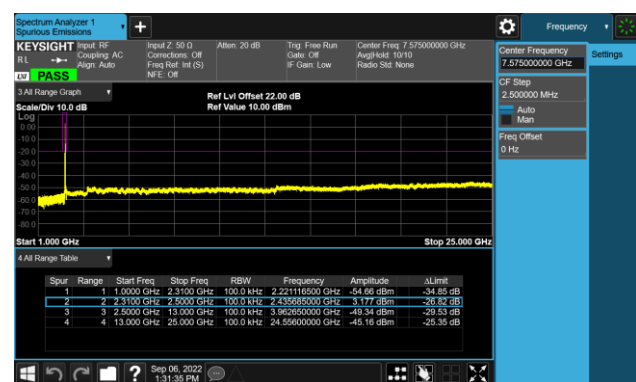 Spectrum Analyzer 1
Spurious Emissions
Frequency
KEYSIGHT
RL
PASS
Input: RF
Coupling: AC
Align: Auto
Input Z: 50 Ω
Corrections: Off
Freq Ref: Int (S)
NFE: Off
Atten: 20 dB
Trig: Free Run
Gate: Off
IF Gain: Low
Center Freq: 7.575000000 GHz
Avg|Hold: 10/10
Radio Std: None
Center Frequency
7.575000000 GHz
Settings
CF Step
2.500000 MHz
Auto
Man
Freq Offset
0 Hz
3 All Range Graph
Scale/Div 10.0 dB
Ref Lvl Offset 22.00 dB
Ref Value 10.00 dBm
Log
0.00
-10.0
-20.0
-30.0
-40.0
-50.0
-60.0
-70.0
-80.0
Start 1.000 GHz
Stop 25.000 GHz
4 All Range Table
Spur Range Start Freq Stop Freq RBW Frequency Amplitude ΔLimit
1 1 1.0000 GHz 2.3100 GHz 100.0 kHz 2.221116500 GHz -54.66 dBm -34.85 dB
2 2 2.3100 GHz 2.5000 GHz 100.0 kHz 2.435685000 GHz 3.177 dBm -26.82 dB
3 3 2.5000 GHz 13.000 GHz 100.0 kHz 3.962650000 GHz -49.34 dBm -29.53 dB
4 4 13.000 GHz 25.000 GHz 100.0 kHz 24.55600000 GHz -45.16 dBm -25.35 dB
Sep 06, 2022
1:31:35 PM